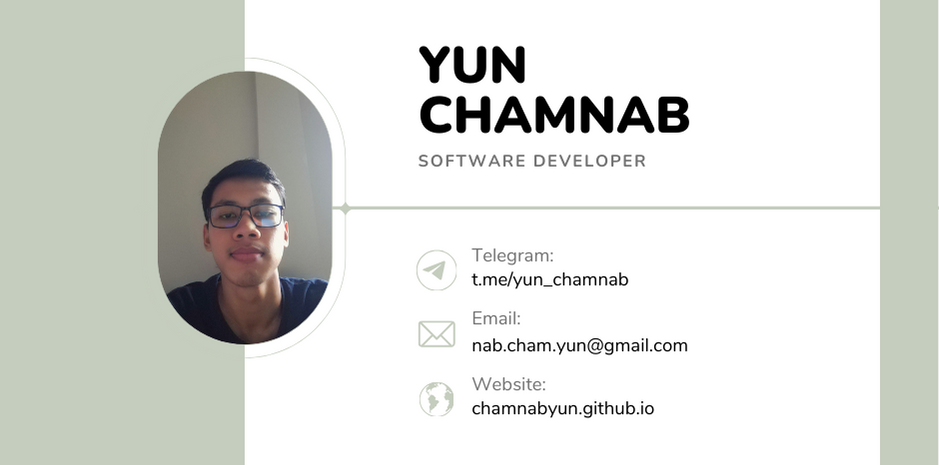 YUN
CHAMNAB
SOFTWARE DEVELOPER
Telegram:
t.me/yun_chamnab
Email:
nab.cham.yun@gmail.com
Website:
chamnabyun.github.io